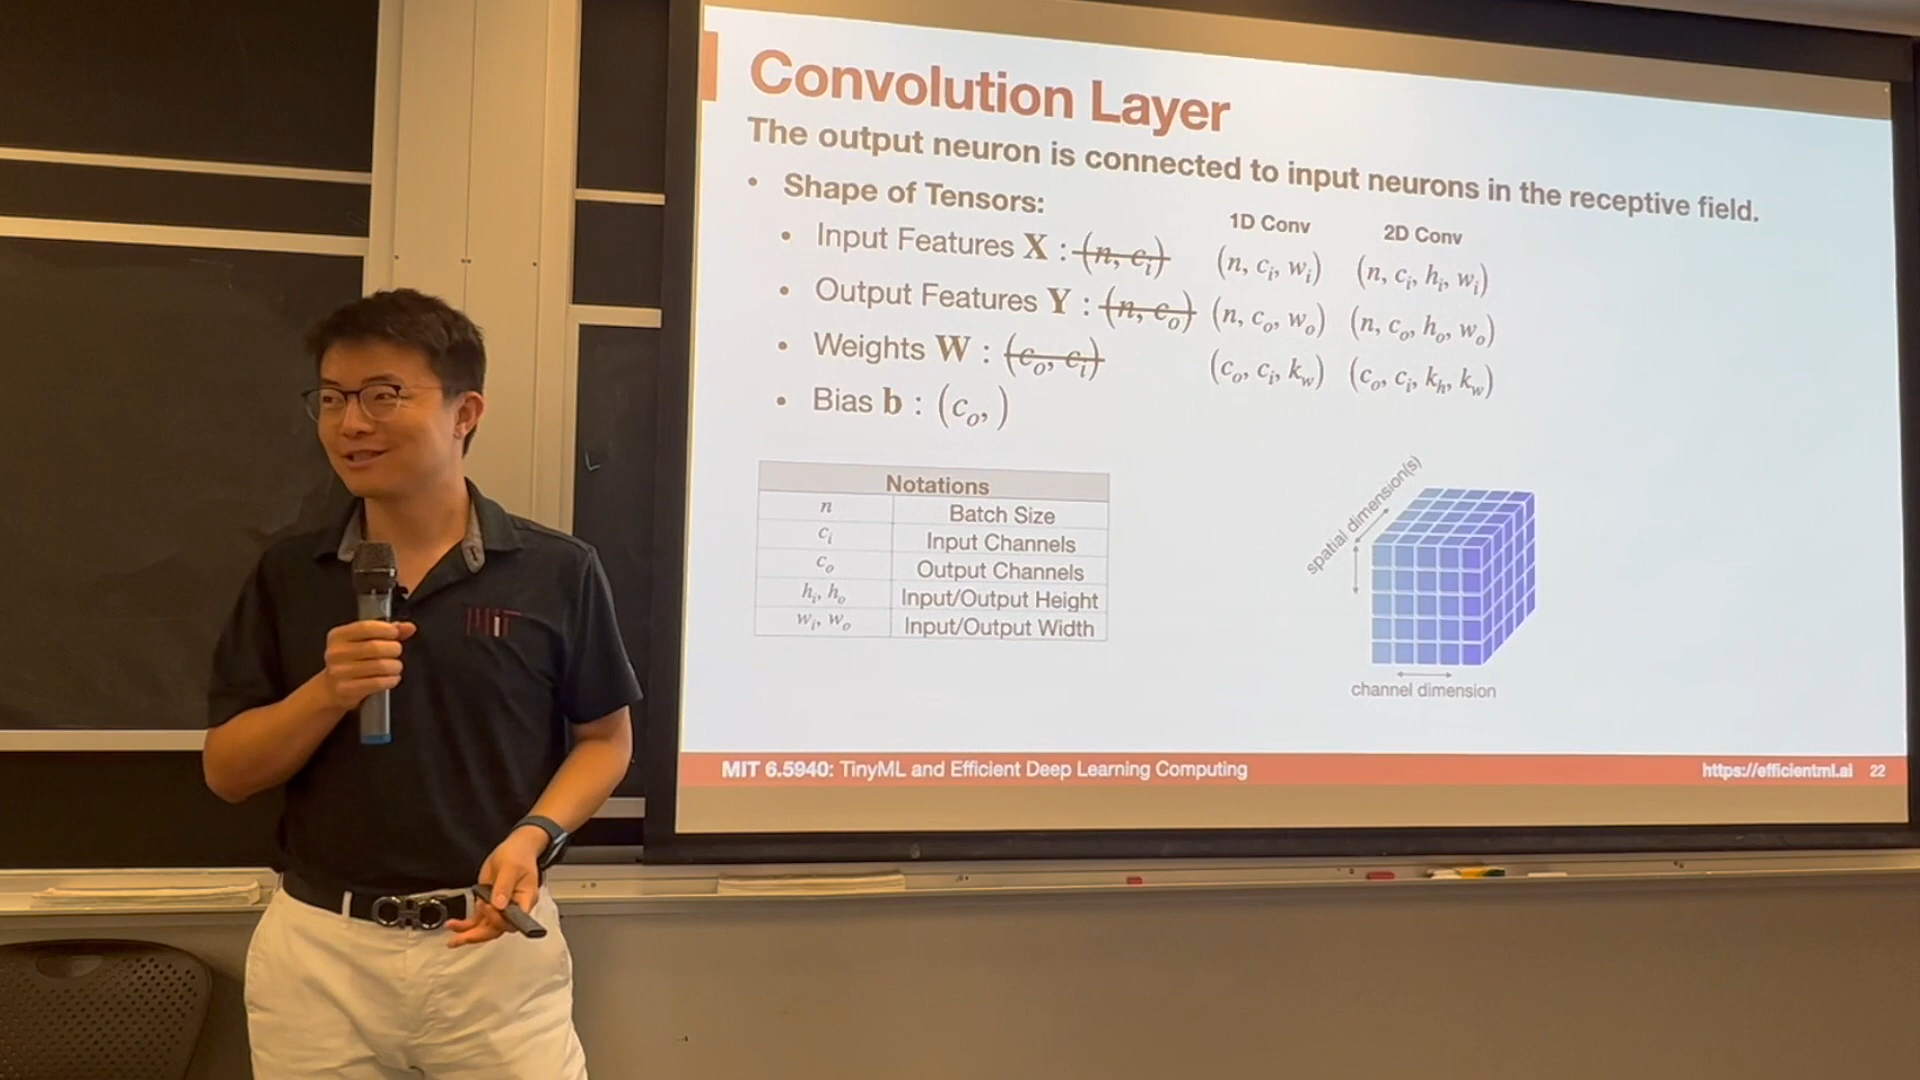 Convolution Layer
The output neuron is connected to input neurons in the receptive field.
• Shape of Tensors:
1D Conv 2D Conv
• Input Features X : (n, cᵢ) (n, cᵢ, wᵢ) (n, cᵢ, hᵢ, wᵢ)
• Output Features Y : (n, cₒ) (n, cₒ, wₒ) (n, cₒ, hₒ, wₒ)
• Weights W : (cₒ, cᵢ) (cₒ, cᵢ, k_w) (cₒ, cᵢ, k_h, k_w)
• Bias b : (cₒ, )
Notations
n Batch Size
cᵢ Input Channels
cₒ Output Channels
hᵢ, hₒ Input/Output Height
wᵢ, wₒ Input/Output Width
spatial dimension(s)
channel dimension
MIT
MIT 6.5940: TinyML and Efficient Deep Learning Computing https://efficientml.ai 22